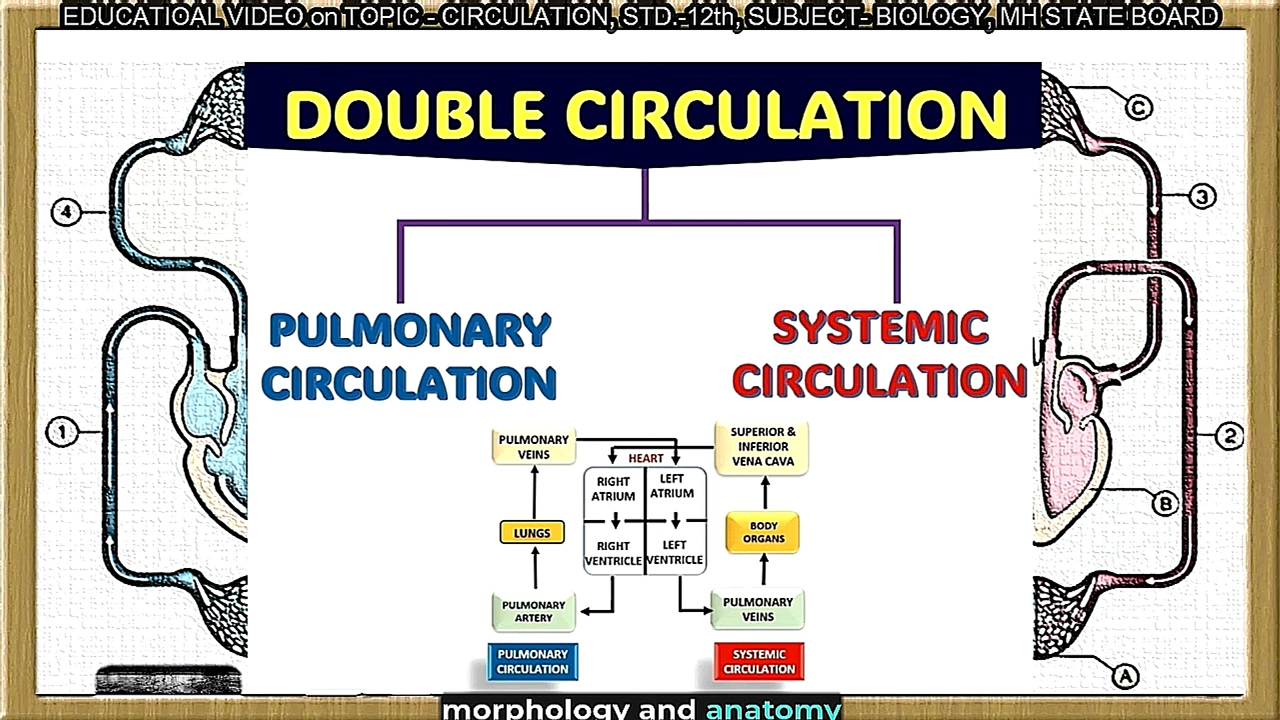 EDUCATIOAL VIDEO on TOPIC - CIRCULATION, STD.-12th, SUBJECT- BIOLOGY, MH STATE BOARD
DOUBLE CIRCULATION
C
4
3
PULMONARY
CIRCULATION
SYSTEMIC
CIRCULATION
1
2
B
A
PULMONARY
VEINS
HEART
SUPERIOR &
INFERIOR
VENA CAVA
RIGHT
ATRIUM
LEFT
ATRIUM
LUNGS
BODY
ORGANS
RIGHT
VENTRICLE
LEFT
VENTRICLE
PULMONARY
ARTERY
PULMONARY
VEINS
PULMONARY
CIRCULATION
SYSTEMIC
CIRCULATION
morphology and anatomy